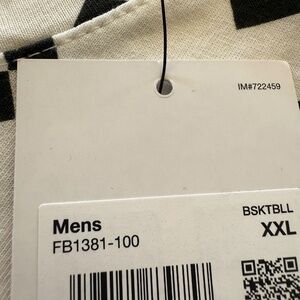 IM#722459
Mens
FB1381-100
BSKTBLL
XXL